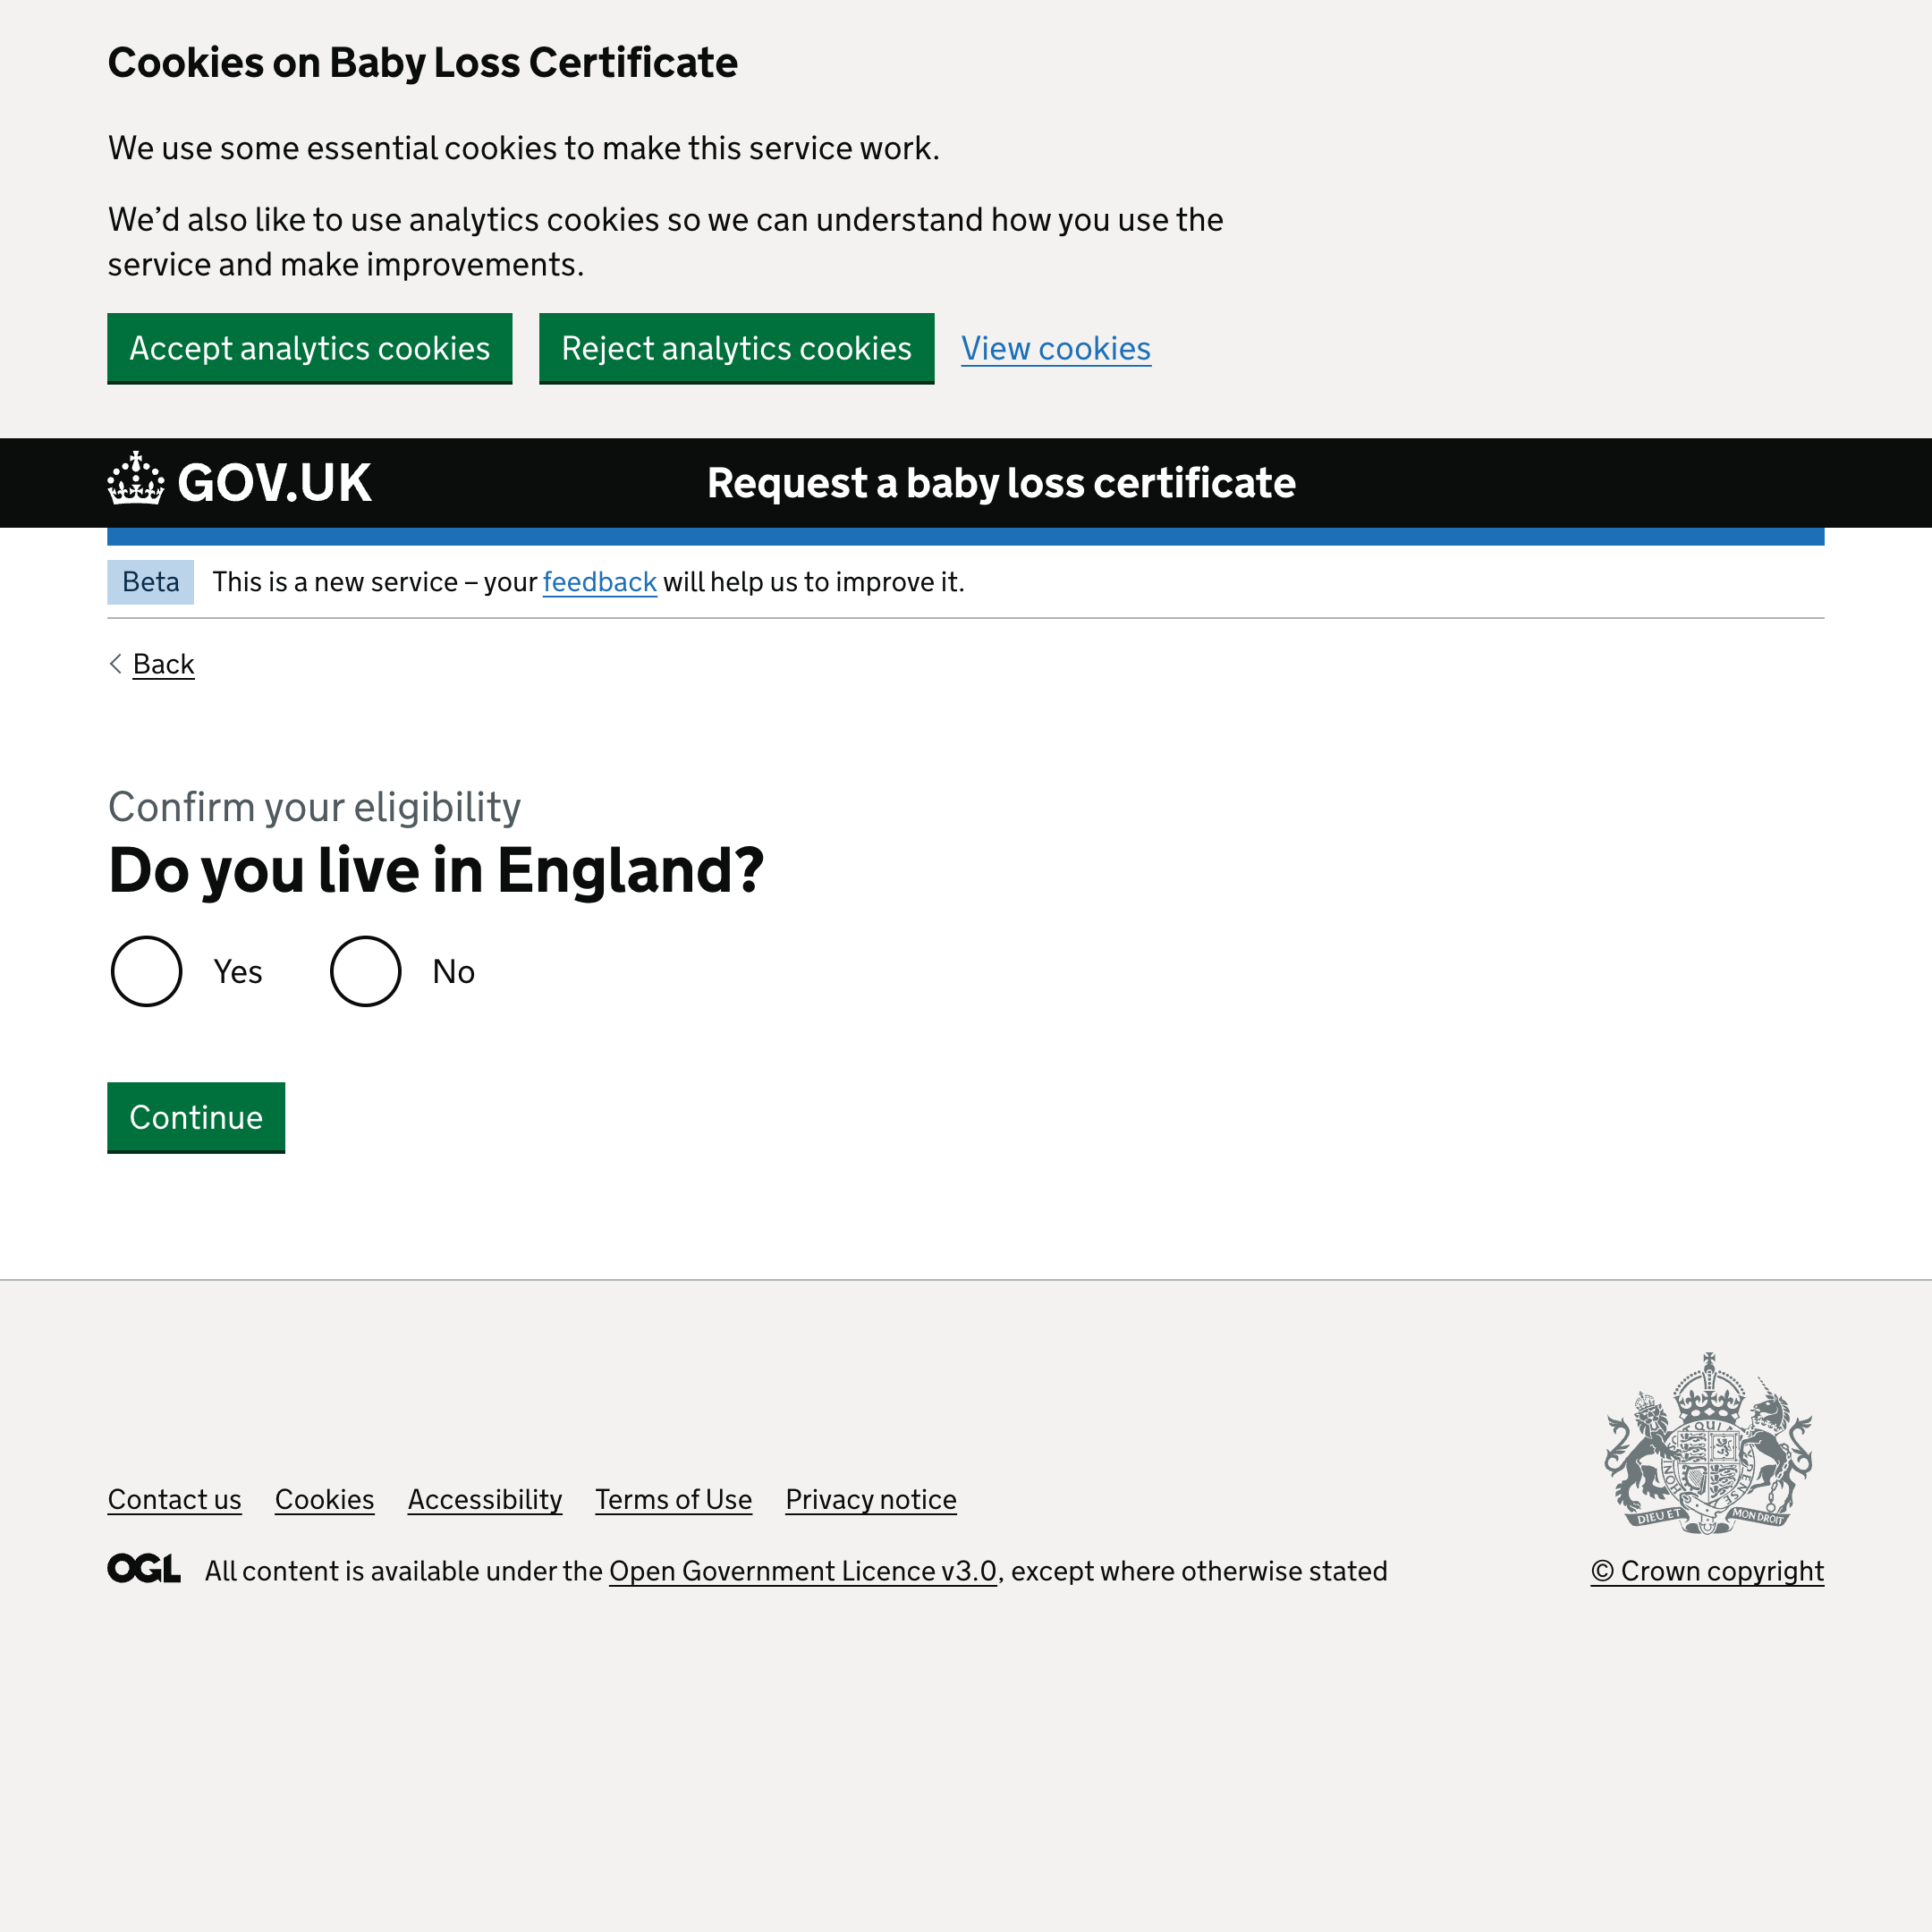 Cookies on Baby Loss Certificate
We use some essential cookies to make this service work.
We’d also like to use analytics cookies so we can understand how you use the
service and make improvements.
Accept analytics cookies Reject analytics cookies View cookies
GOV.UK Request a baby loss certificate
Beta This is a new service – your feedback will help us to improve it.
Back
Confirm your eligibility
Do you live in England?
Yes No
Continue
Contact us Cookies Accessibility Terms of Use Privacy notice
DIEU ET MON DROIT
OGL All content is available under the Open Government Licence v3.0, except where otherwise stated
© Crown copyright